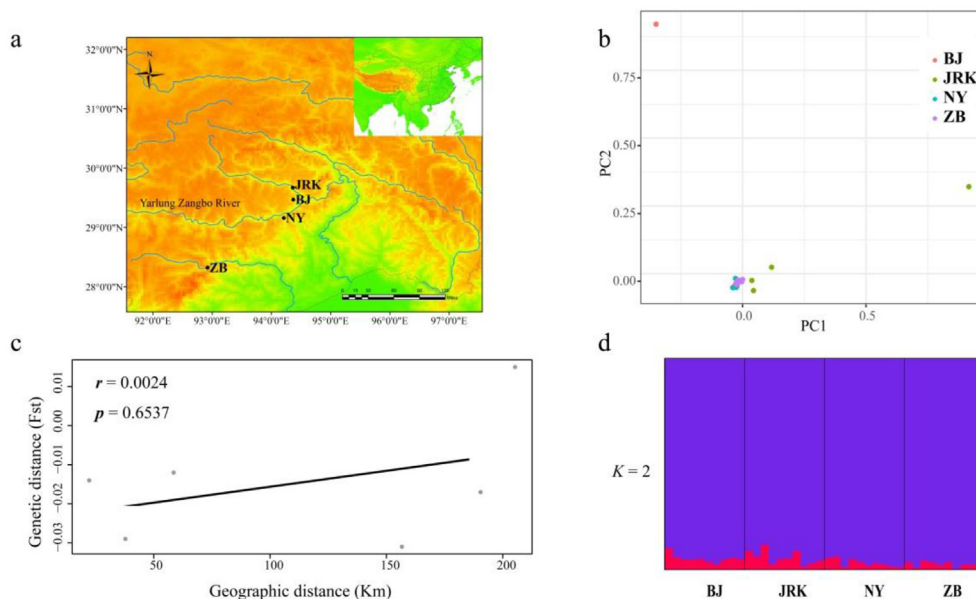 a
32°0'0"N
31°0'0"N
30°0'0"N
29°0'0"N
28°0'0"N
N
JRK
BJ
Yarlung Zangbo River
NY
ZB
92°0'0"E 93°0'0"E 94°0'0"E 95°0'0"E 96°0'0"E 97°0'0"E
b
PC2
0.75
0.50
0.25
0.00
BJ
JRK
NY
ZB
0.0 0.5
PC1
c
r = 0.0024
p = 0.6537
Genetic distance (Fst)
0.01
0.00
-0.01
-0.02
-0.03
50 100 150 200
Geographic distance (Km)
d
K = 2
BJ JRK NY ZB